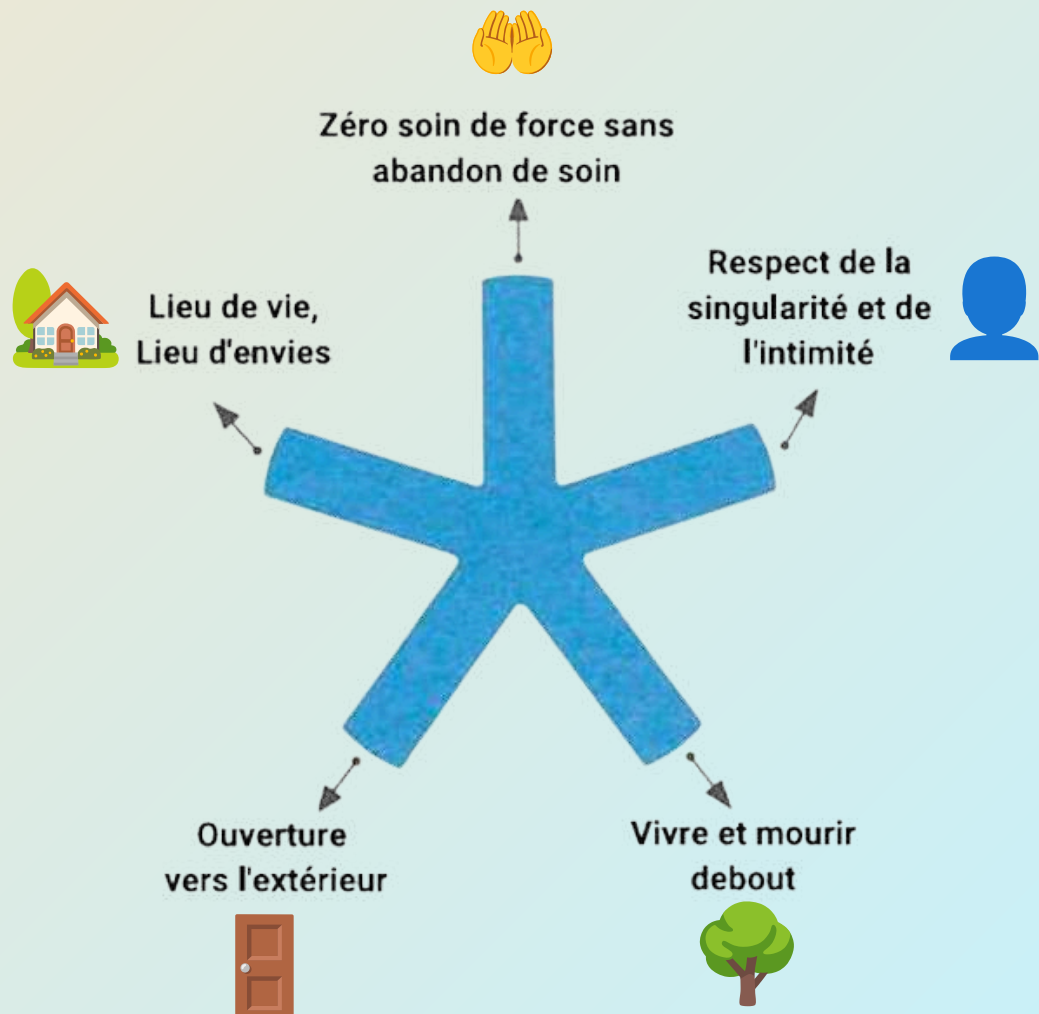 Zéro soin de force sans
abandon de soin
Respect de la
singularité et de
l'intimité
Lieu de vie,
Lieu d'envies
Ouverture
vers l'extérieur
Vivre et mourir
debout